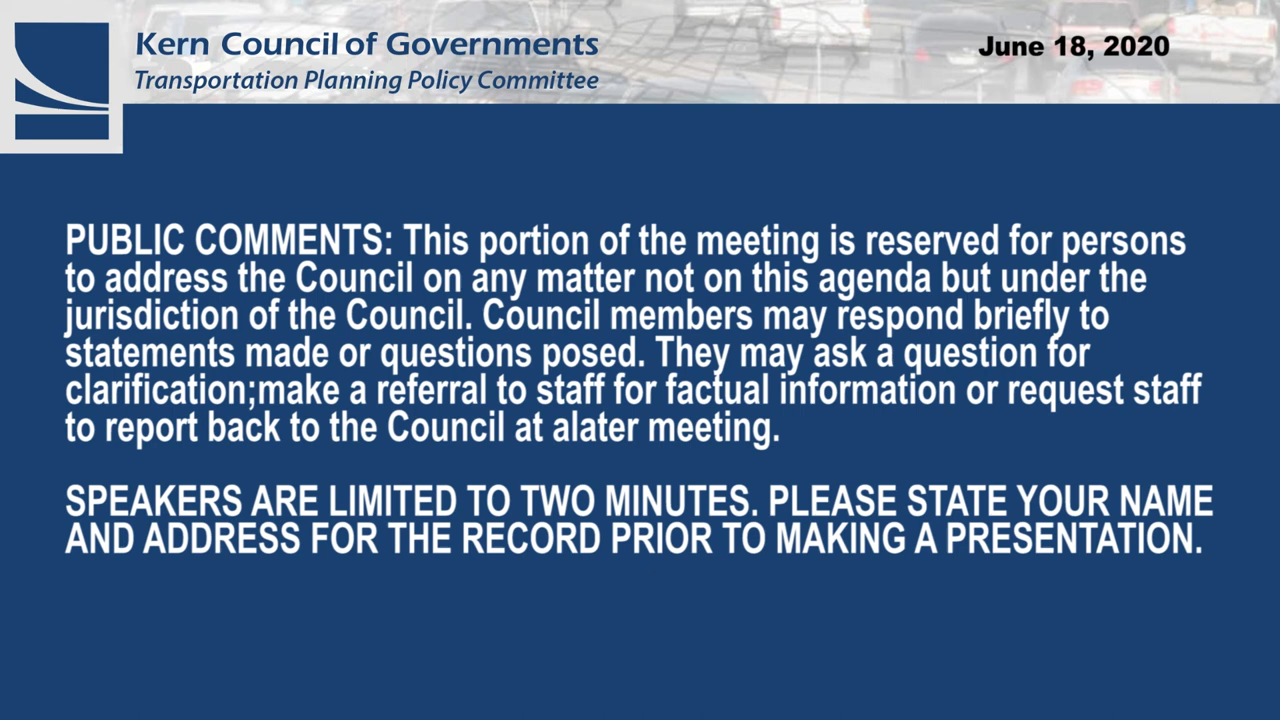 Kern Council of Governments
Transportation Planning Policy Committee
June 18, 2020
PUBLIC COMMENTS: This portion of the meeting is reserved for persons
to address the Council on any matter not on this agenda but under the
jurisdiction of the Council. Council members may respond briefly to
statements made or questions posed. They may ask a question for
clarification;make a referral to staff for factual information or request staff
to report back to the Council at alater meeting.
SPEAKERS ARE LIMITED TO TWO MINUTES. PLEASE STATE YOUR NAME
AND ADDRESS FOR THE RECORD PRIOR TO MAKING A PRESENTATION.